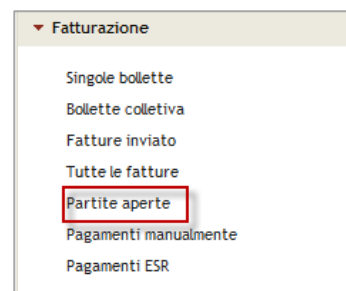 Fatturazione
Singole bollette
Bollette colletiva
Fatture inviato
Tutte le fatture
Partite aperte
Pagamenti manualmente
Pagamenti ESR